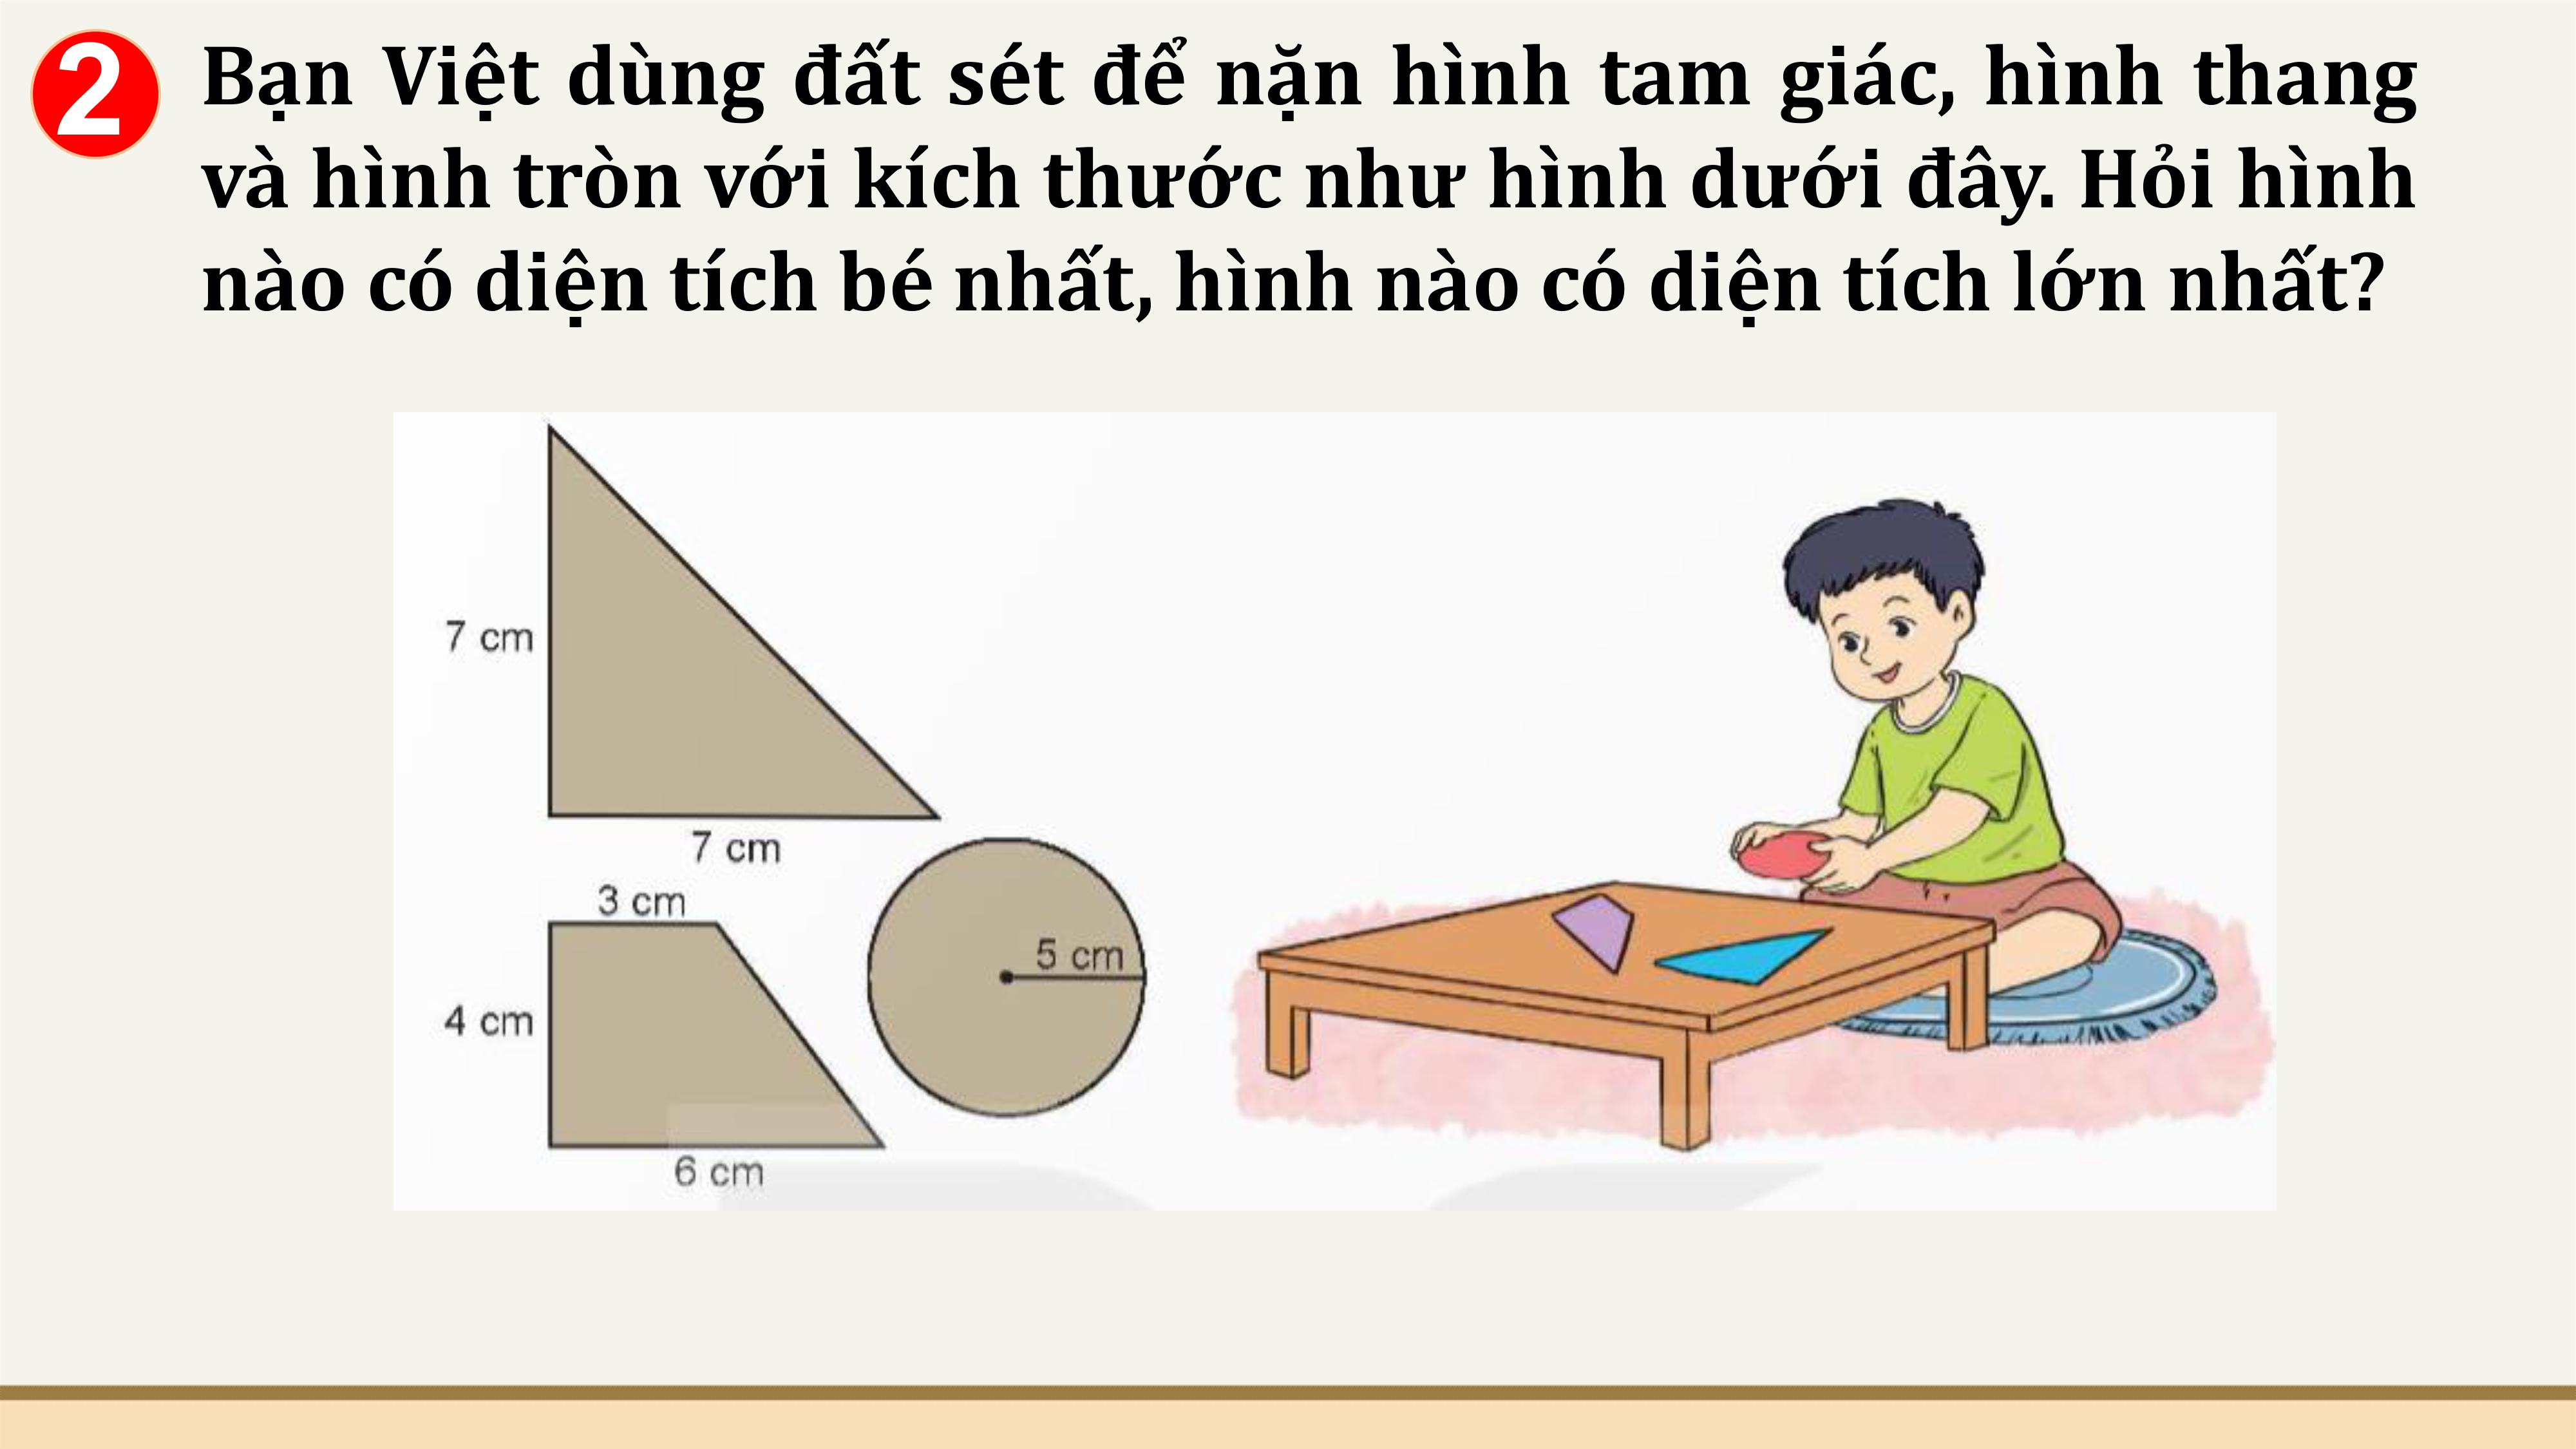 2
Bạn Việt dùng đất sét để nặn hình tam giác, hình thang
và hình tròn với kích thước như hình dưới đây. Hỏi hình
nào có diện tích bé nhất, hình nào có diện tích lớn nhất?
7 cm
7 cm
3 cm
5 cm
4 cm
6 cm